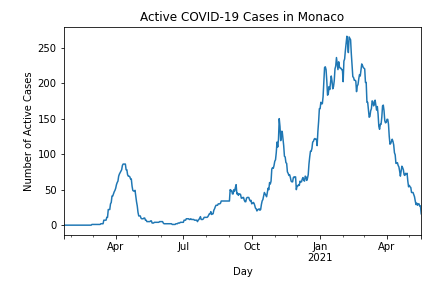 Active COVID-19 Cases in Monaco
Number of Active Cases
250
200
150
100
50
0
Apr
Jul
Oct
Jan
2021
Apr
Day